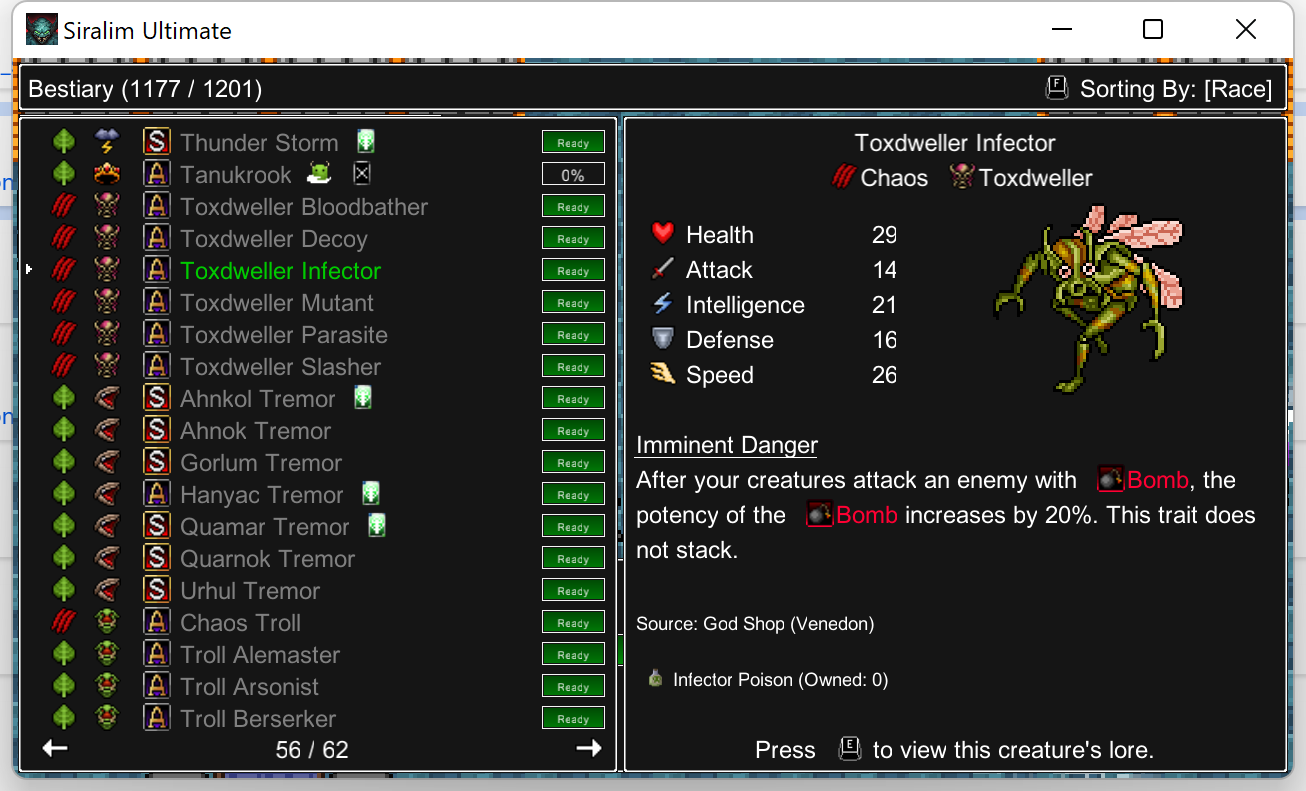 Siralim Ultimate
Bestiary (1177 / 1201)
F Sorting By: [Race]
S Thunder Storm Ready
A Tanukrook 0%
A Toxdweller Bloodbather Ready
A Toxdweller Decoy Ready
A Toxdweller Infector Ready
A Toxdweller Mutant Ready
A Toxdweller Parasite Ready
A Toxdweller Slasher Ready
S Ahnkol Tremor Ready
S Ahnok Tremor Ready
S Gorlum Tremor Ready
A Hanyac Tremor Ready
S Quamar Tremor Ready
S Quarnok Tremor Ready
S Urhul Tremor Ready
A Chaos Troll Ready
A Troll Alemaster Ready
A Troll Arsonist Ready
A Troll Berserker Ready
56 / 62
Toxdweller Infector
Chaos Toxdweller
Health 29
Attack 14
Intelligence 21
Defense 16
Speed 26
Imminent Danger
After your creatures attack an enemy with Bomb, the
potency of the Bomb increases by 20%. This trait does
not stack.
Source: God Shop (Venedon)
Infector Poison (Owned: 0)
Press E to view this creature's lore.